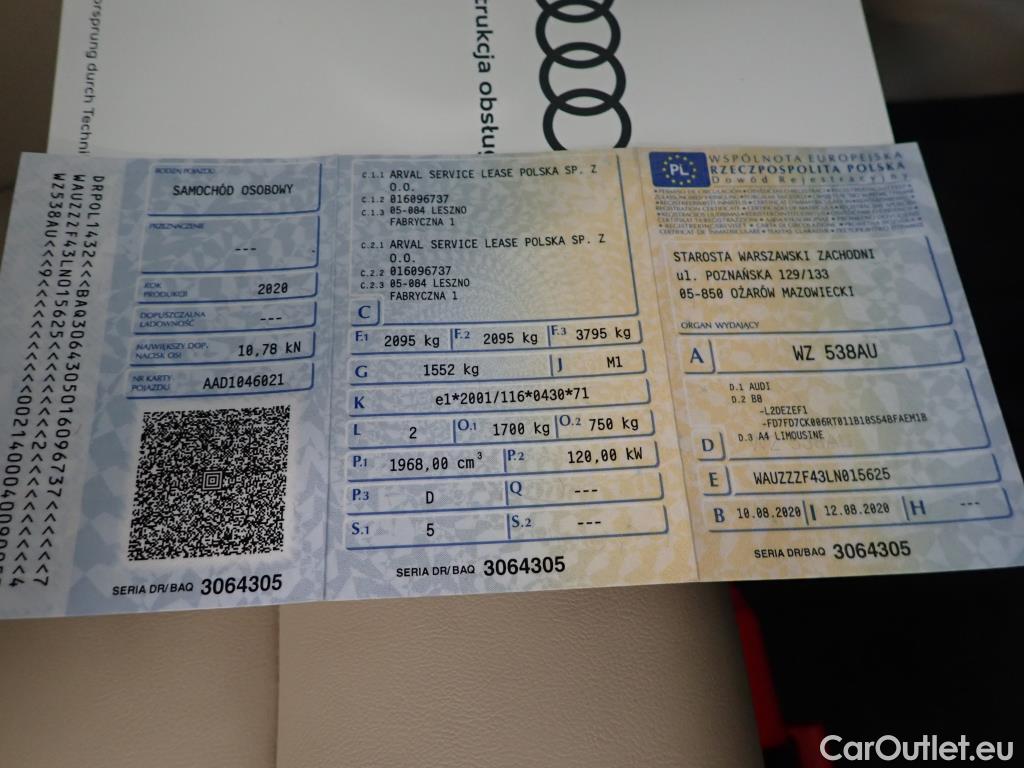 Vorsprung durch Techni
trukcja obsług
DRPPOL1432<<<BAQ3064305016096737<<<<<7
WAUZZZF43LN015625<<<<<<<<<<<2<<<<<<<<4
RODZAJ POJAZDU
SAMOCHÓD OSOBOWY
PRZEZNACZENIE
---
ROK
PRODUKCJI
2020
DOPUSZCZALNA
ŁADOWNOŚĆ
---
NAJWIĘKSZY DOP.
NACISK OSI
10,78 kN
NR KARTY
POJAZDU
AAD1046021
SERIA DR/BAQ 3064305
C.1.1 ARVAL SERVICE LEASE POLSKA SP. Z
O.O.
C.1.2 016096737
C.1.3 05-084 LESZNO
FABRYCZNA 1
C.2.1 ARVAL SERVICE LEASE POLSKA SP. Z
O.O.
C.2.2 016096737
C.2.3 05-084 LESZNO
FABRYCZNA 1
C
F.1 2095 kg F.2 2095 kg F.3 3795 kg
G 1552 kg J M1
K e1*2001/116*0430*71
L 2 O.1 1700 kg O.2 750 kg
P.1 1968,00 cm³ P.2 120,00 kW
P.3 D Q ---
S.1 5 S.2 ---
SERIA DR/BAQ 3064305
PL
WSPÓLNOTA EUROPEJSKA
RZECZPOSPOLITA POLSKA
Dowód Rejestracyjny
STAROSTA WARSZAWSKI ZACHODNI
ul. POZNAŃSKA 129/133
05-850 OŻARÓW MAZOWIECKI
ORGAN WYDAJĄCY
A WZ 538AU
D.1 AUDI
D.2 B8
-L2DEZEF1
-FD7FD7CK006RT011B18S64BFAEM1B
D D.3 A4 LIMOUSINE
E WAUZZZF43LN015625
B 10.08.2020 I 12.08.2020 H ---
SERIA DR/BAQ 3064305
CarOutlet.eu